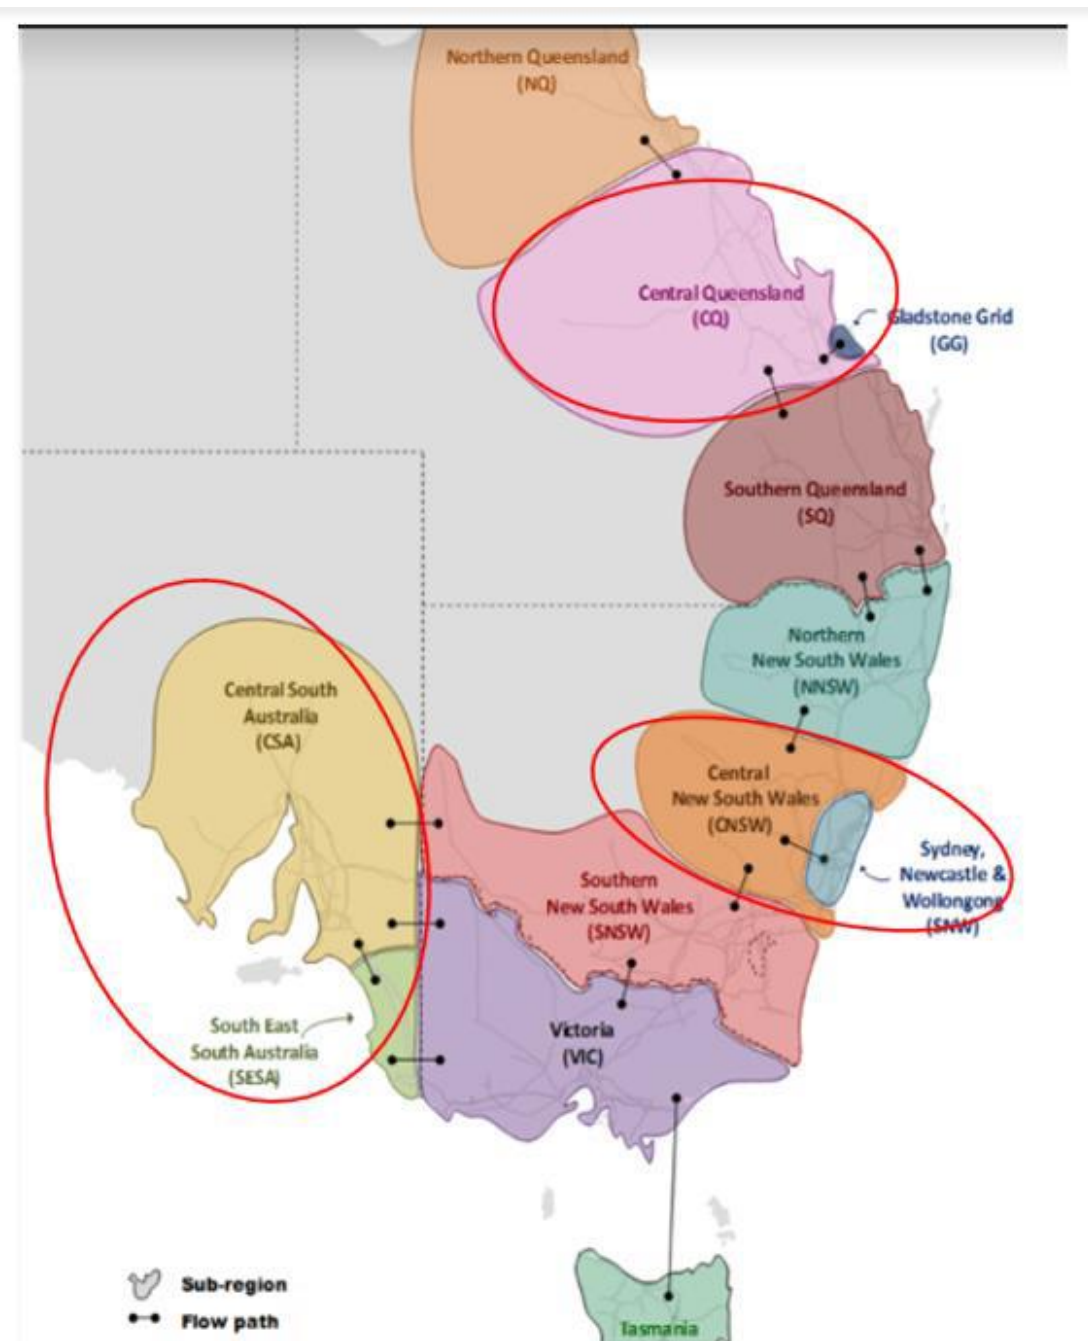 Northern Queensland
(NQ)
Central Queensland
(CQ)
Gladstone Grid
(GG)
Southern Queensland
(SQ)
Northern
New South Wales
(NNSW)
Central South
Australia
(CSA)
Central
New South Wales
(CNSW)
Sydney,
Newcastle &
Wollongong
(SNW)
Southern
New South Wales
(SNSW)
South East
South Australia
(SESA)
Victoria
(VIC)
Sub-region
Flow path
Tasmania